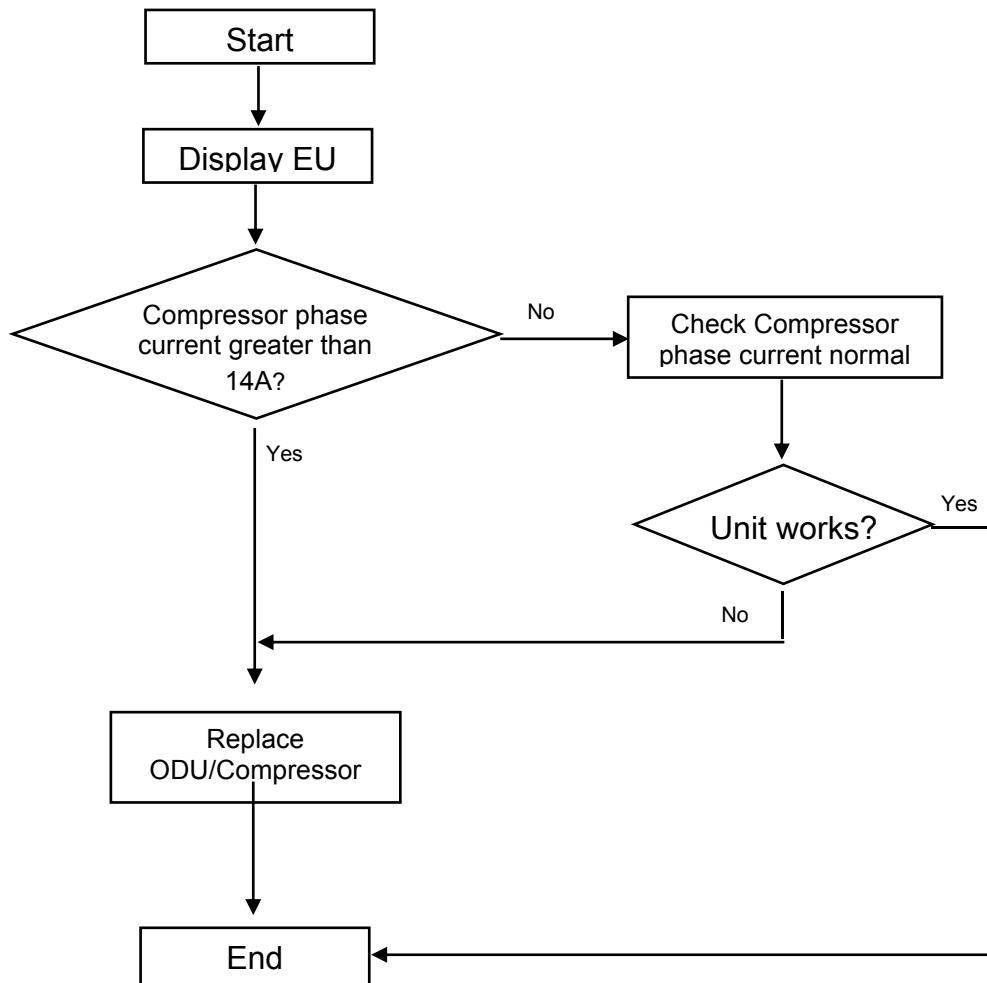 Start
Display EU
Compressor phase
current greater than
14A?
No
Check Compressor
phase current normal
Yes
Unit works?
Yes
No
Replace
ODU/Compressor
End